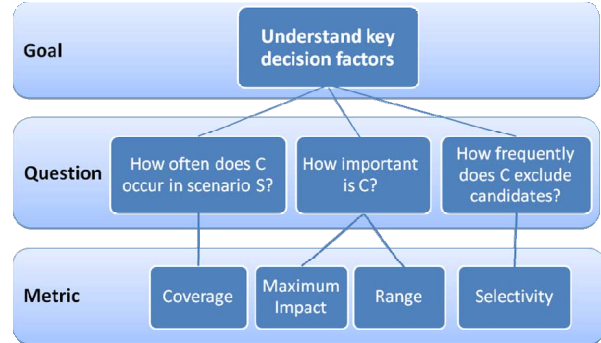 Goal
Understand key
decision factors
Question
How often does C
occur in scenario S?
How important
is C?
How frequently
does C exclude
candidates?
Metric
Coverage
Maximum
Impact
Range
Selectivity